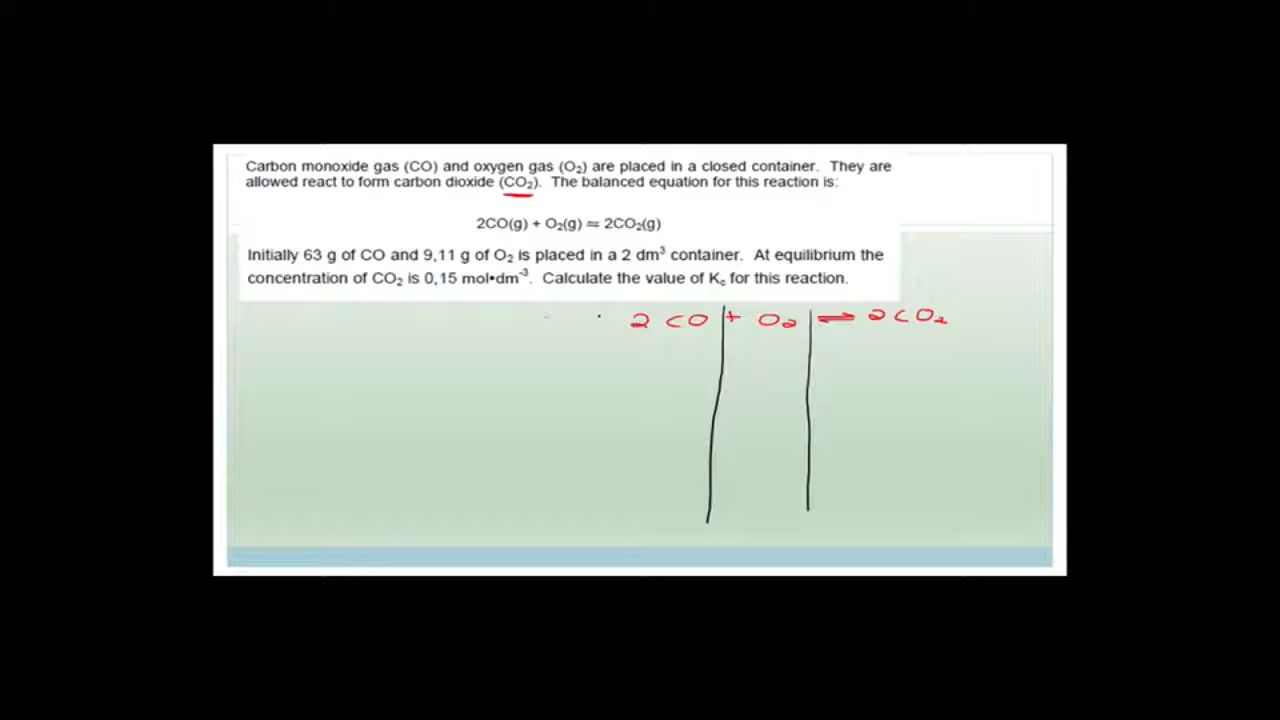 Carbon monoxide gas (CO) and oxygen gas (O₂) are placed in a closed container. They are
allowed react to form carbon dioxide (CO₂). The balanced equation for this reaction is:
2CO(g) + O₂(g) ⇌ 2CO₂(g)
Initially 63 g of CO and 9,11 g of O₂ is placed in a 2 dm³ container. At equilibrium the
concentration of CO₂ is 0,15 mol•dm⁻³. Calculate the value of K꜀ for this reaction.
2 CO + O₂ ⇌ 2CO₂